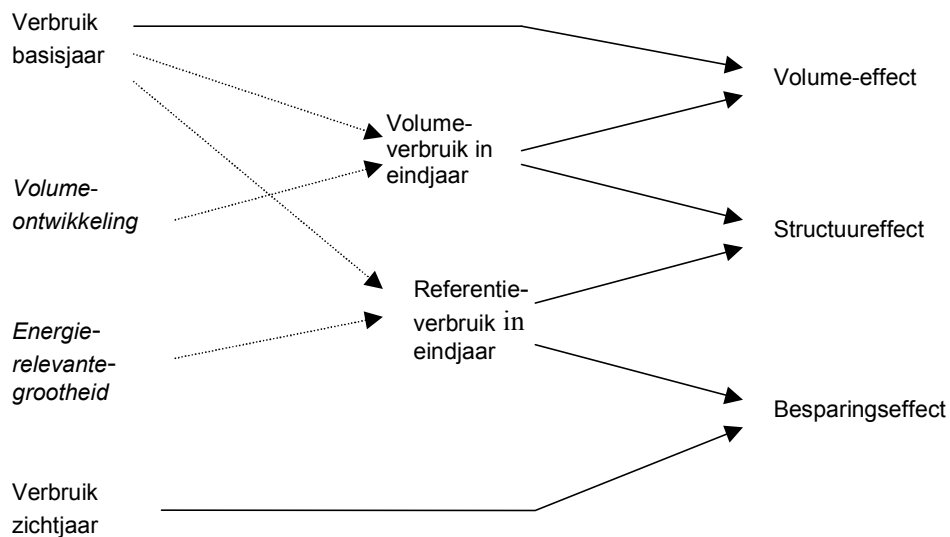 Verbruik
basisjaar
Volume-
ontwikkeling
Energie-
relevante-
grootheid
Verbruik
zichtjaar
Volume-
verbruik in
eindjaar
Referentie-
verbruik in
eindjaar
Volume-effect
Structuureffect
Besparingseffect